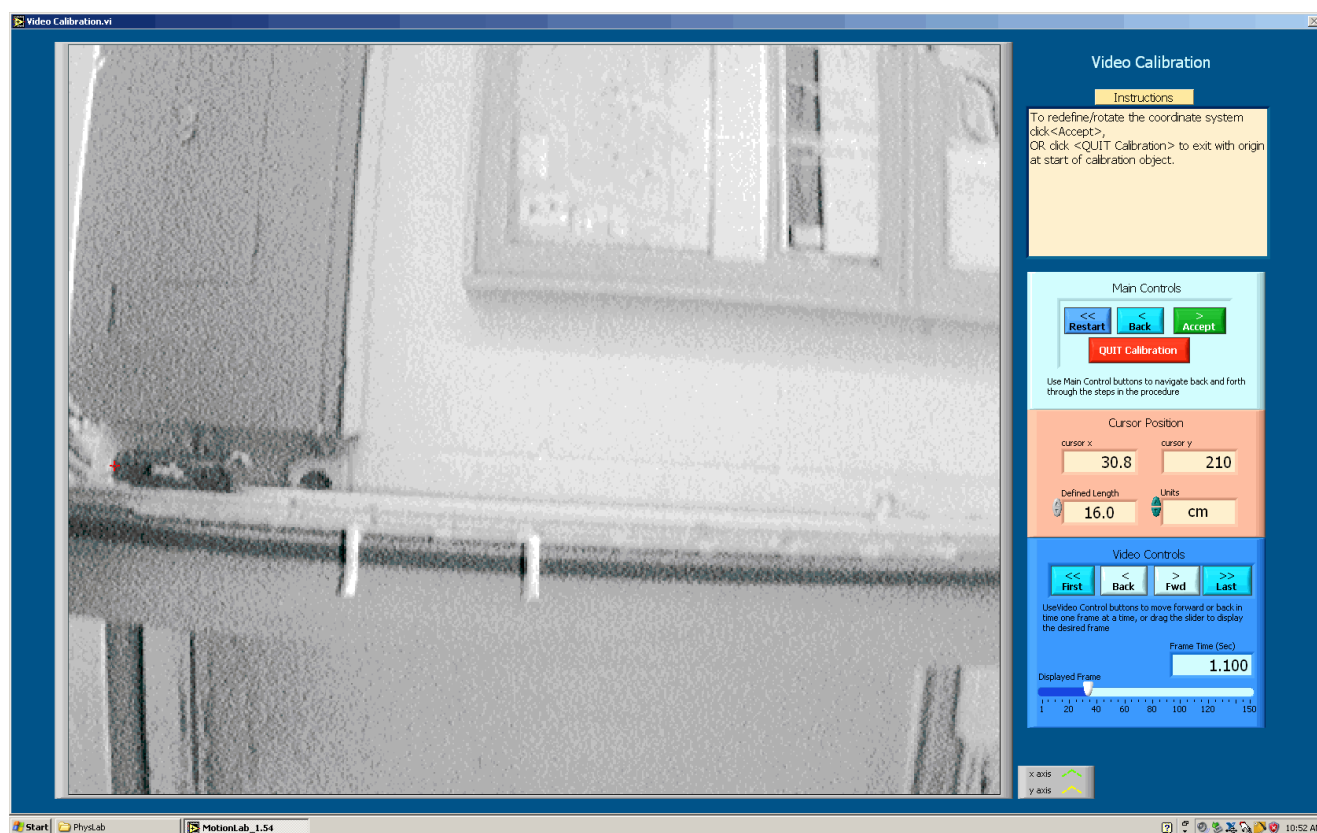 Video Calibration.vi
Video Calibration
Instructions
To redefine/rotate the coordinate system
click<Accept>,
OR click <QUIT Calibration> to exit with origin
at start of calibration object.
Main Controls
<<
Restart
<
Back
>
Accept
QUIT Calibration
Use Main Control buttons to navigate back and forth
through the steps in the procedure
Cursor Position
cursor x
cursor y
30.8
210
Defined Length
Units
16.0
cm
Video Controls
<<
First
<
Back
>
Fwd
>>
Last
UseVideo Control buttons to move forward or back in
time one frame at a time, or drag the slider to display
the desired frame
Frame Time (Sec)
1.100
Displayed Frame
1 20 40 60 80 100 120 150
x axis
y axis
Start
PhysLab
MotionLab_1.54
10:52 AM